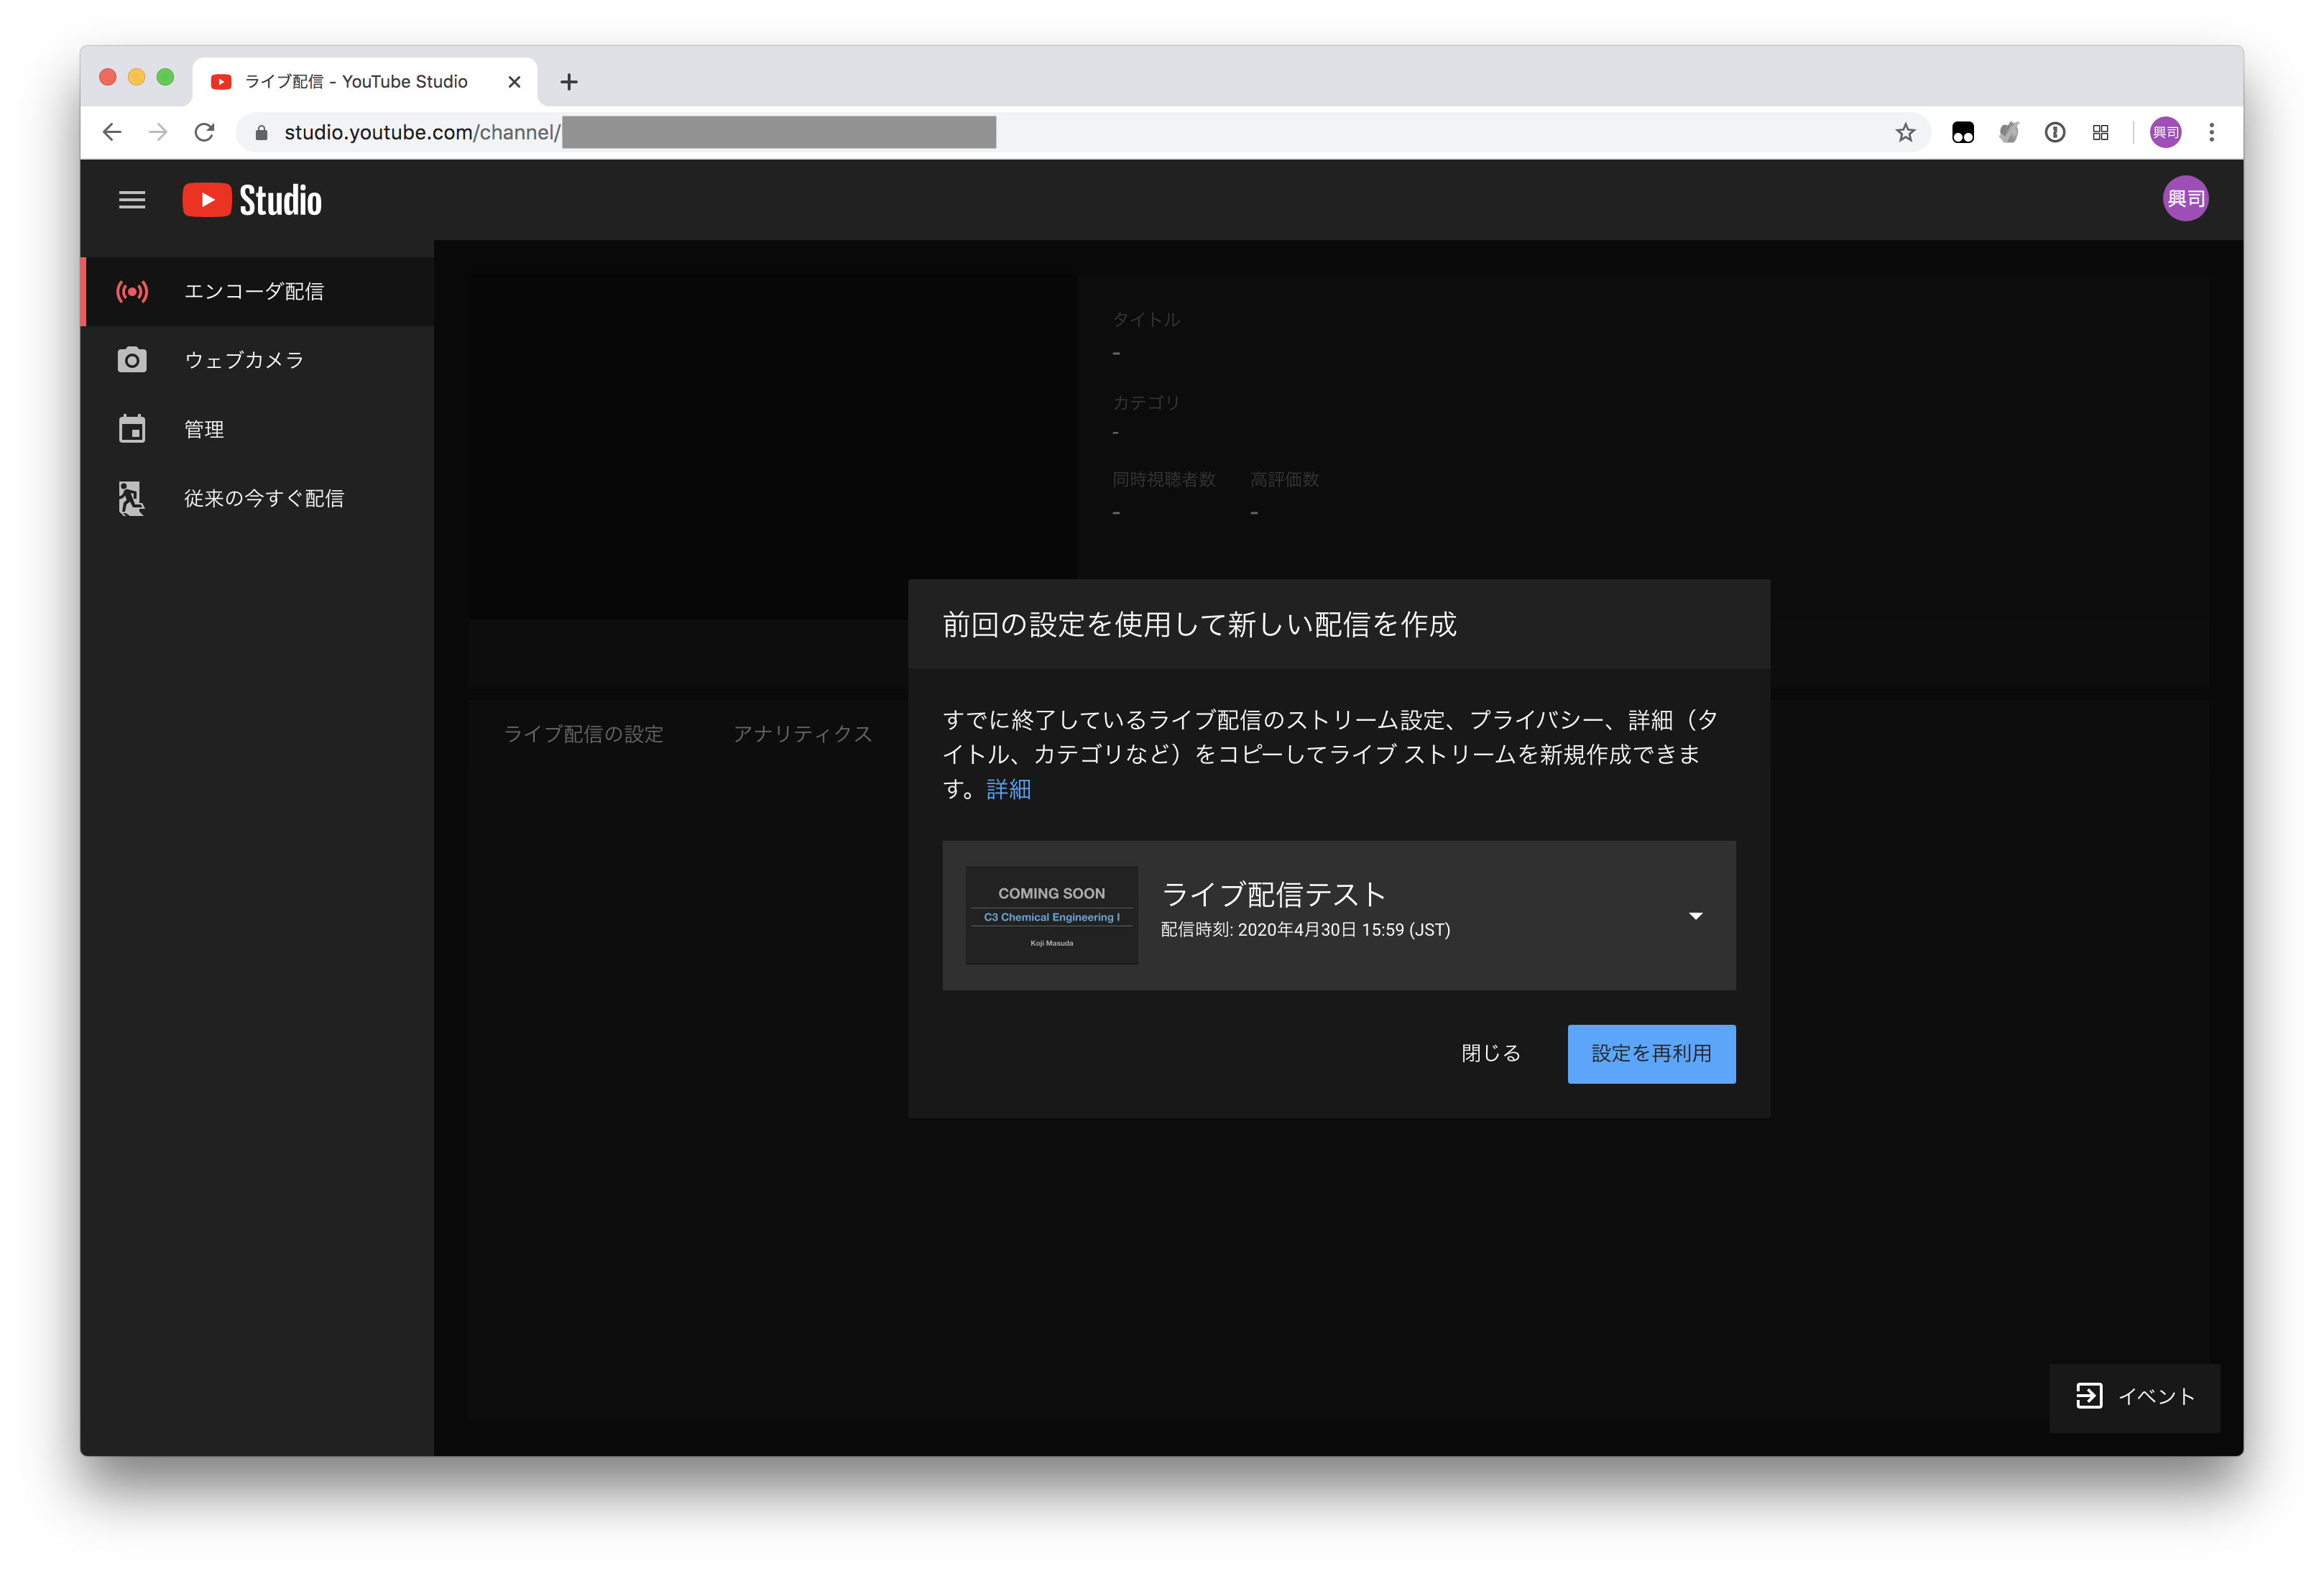 ライブ配信 - YouTube Studio
studio.youtube.com/channel/
興司
Studio
興司
エンコーダ配信
ウェブカメラ
管理
従来の今すぐ配信
タイトル
-
カテゴリ
-
同時視聴者数 高評価数
- -
ライブ配信の設定 アナリティクス
前回の設定を使用して新しい配信を作成
すでに終了しているライブ配信のストリーム設定、プライバシー、詳細（タ
イトル、カテゴリなど）をコピーしてライブ ストリームを新規作成できま
す。詳細
COMING SOON
C3 Chemical Engineering I
Koji Masuda
ライブ配信テスト
配信時刻: 2020年4月30日 15:59 (JST)
閉じる 設定を再利用
イベント